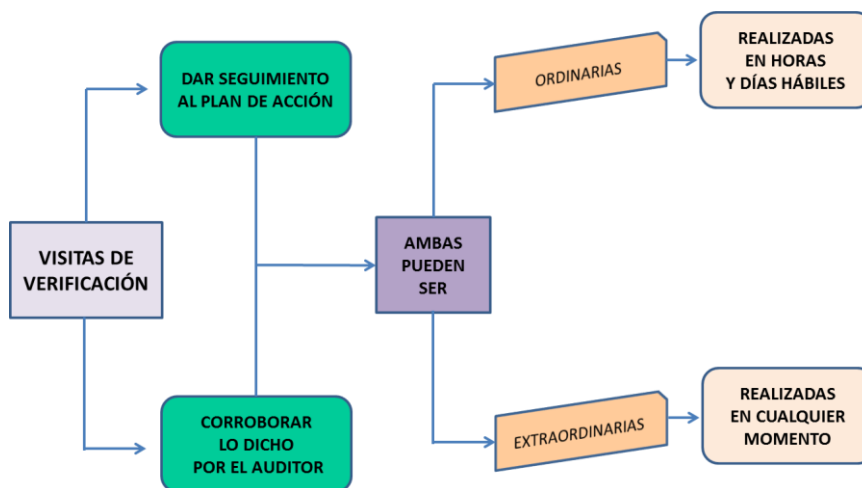 VISITAS DE
VERIFICACIÓN
DAR SEGUIMIENTO
AL PLAN DE ACCIÓN
CORROBORAR
LO DICHO
POR EL AUDITOR
AMBAS
PUEDEN
SER
ORDINARIAS
REALIZADAS
EN HORAS
Y DÍAS HÁBILES
EXTRAORDINARIAS
REALIZADAS
EN CUALQUIER
MOMENTO